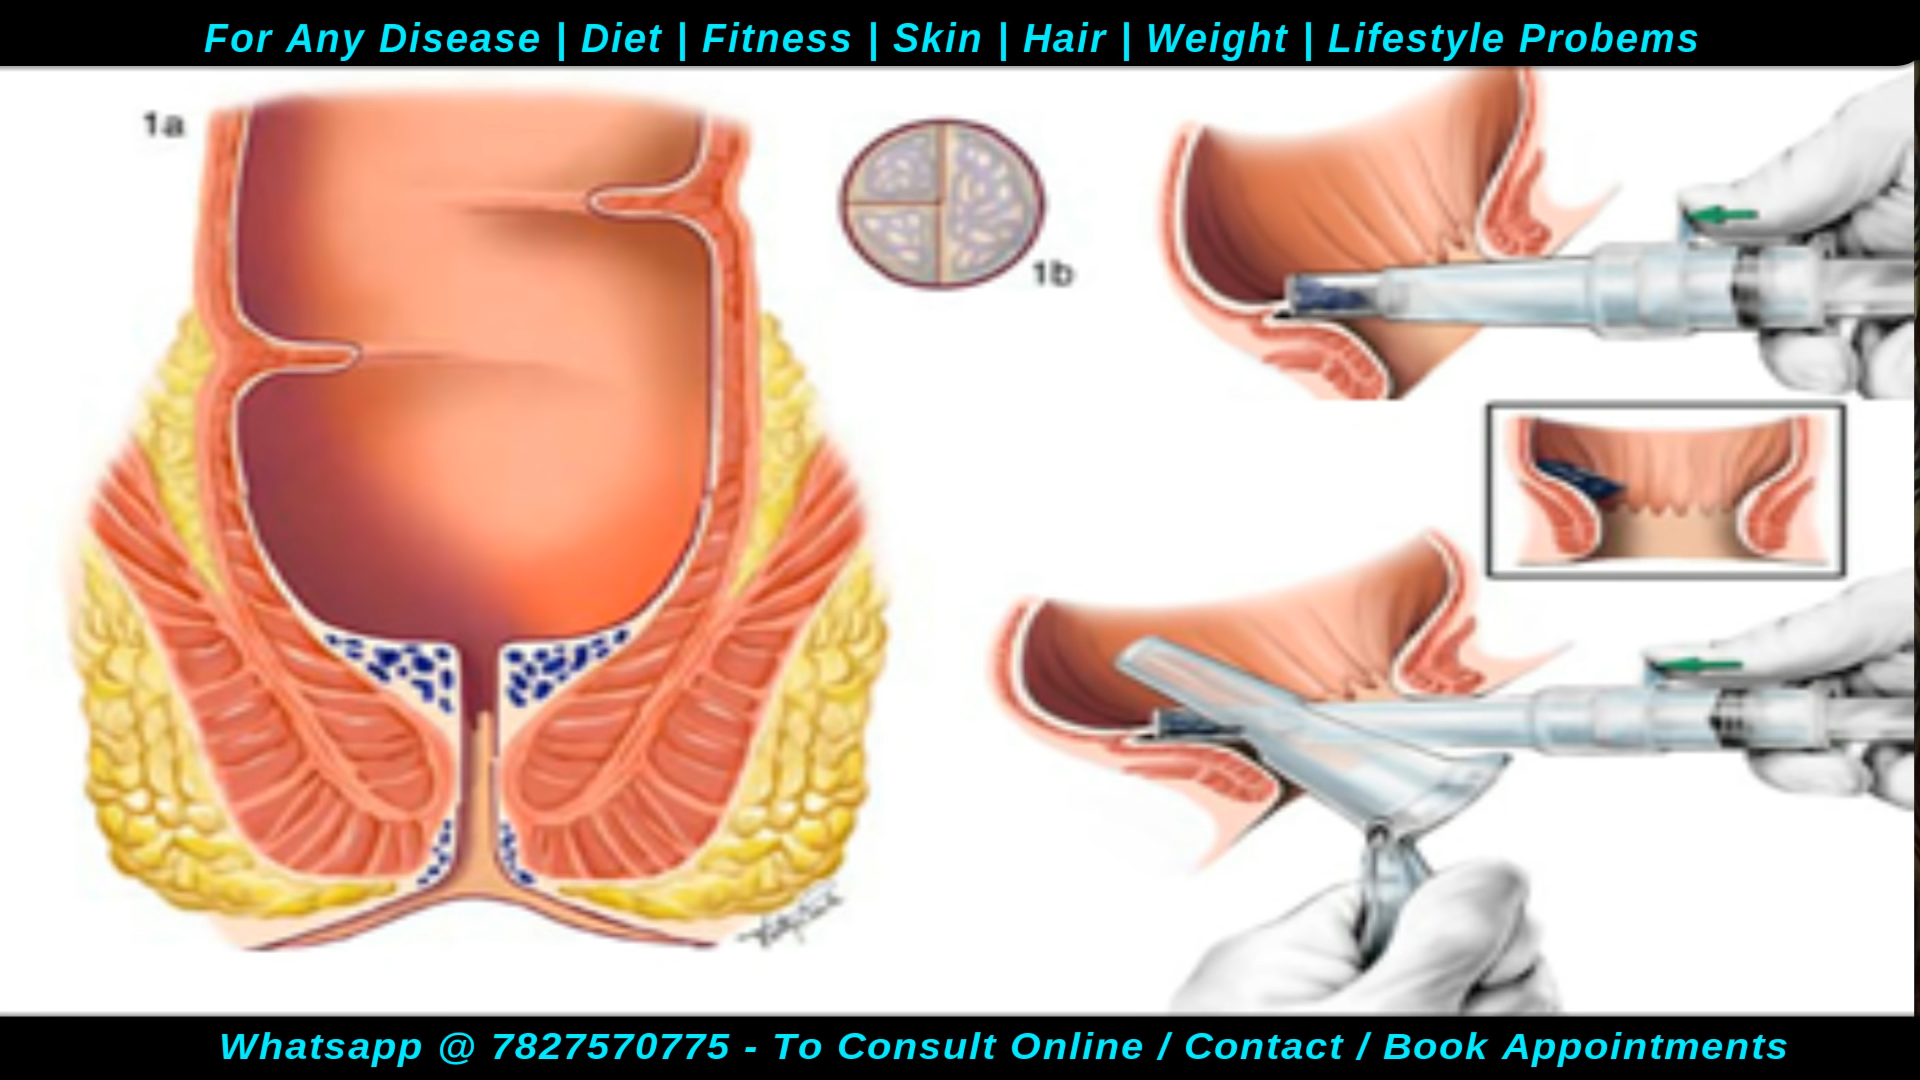 For Any Disease | Diet | Fitness | Skin | Hair | Weight | Lifestyle Probems
1a
1b
Whatsapp @ 7827570775 - To Consult Online / Contact / Book Appointments